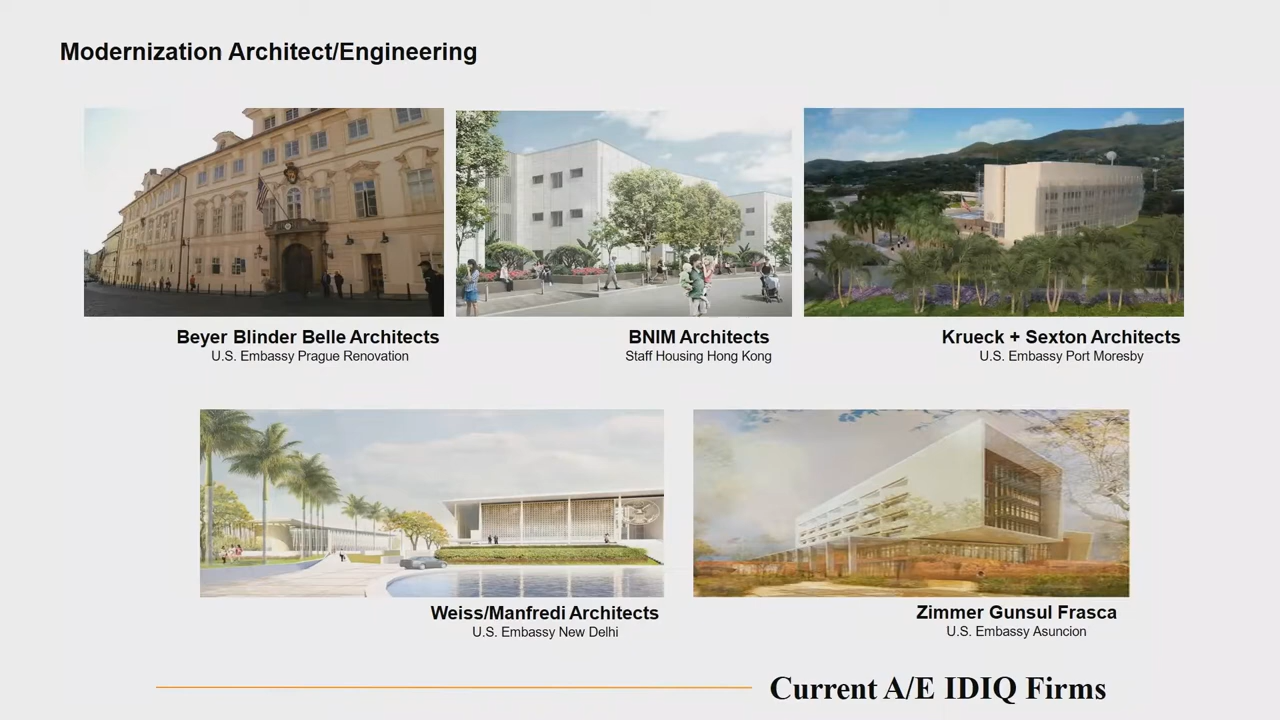 Modernization Architect/Engineering
Beyer Blinder Belle Architects
U.S. Embassy Prague Renovation
BNIM Architects
Staff Housing Hong Kong
Krueck + Sexton Architects
U.S. Embassy Port Moresby
Weiss/Manfredi Architects
U.S. Embassy New Delhi
Zimmer Gunsul Frasca
U.S. Embassy Asuncion
Current A/E IDIQ Firms